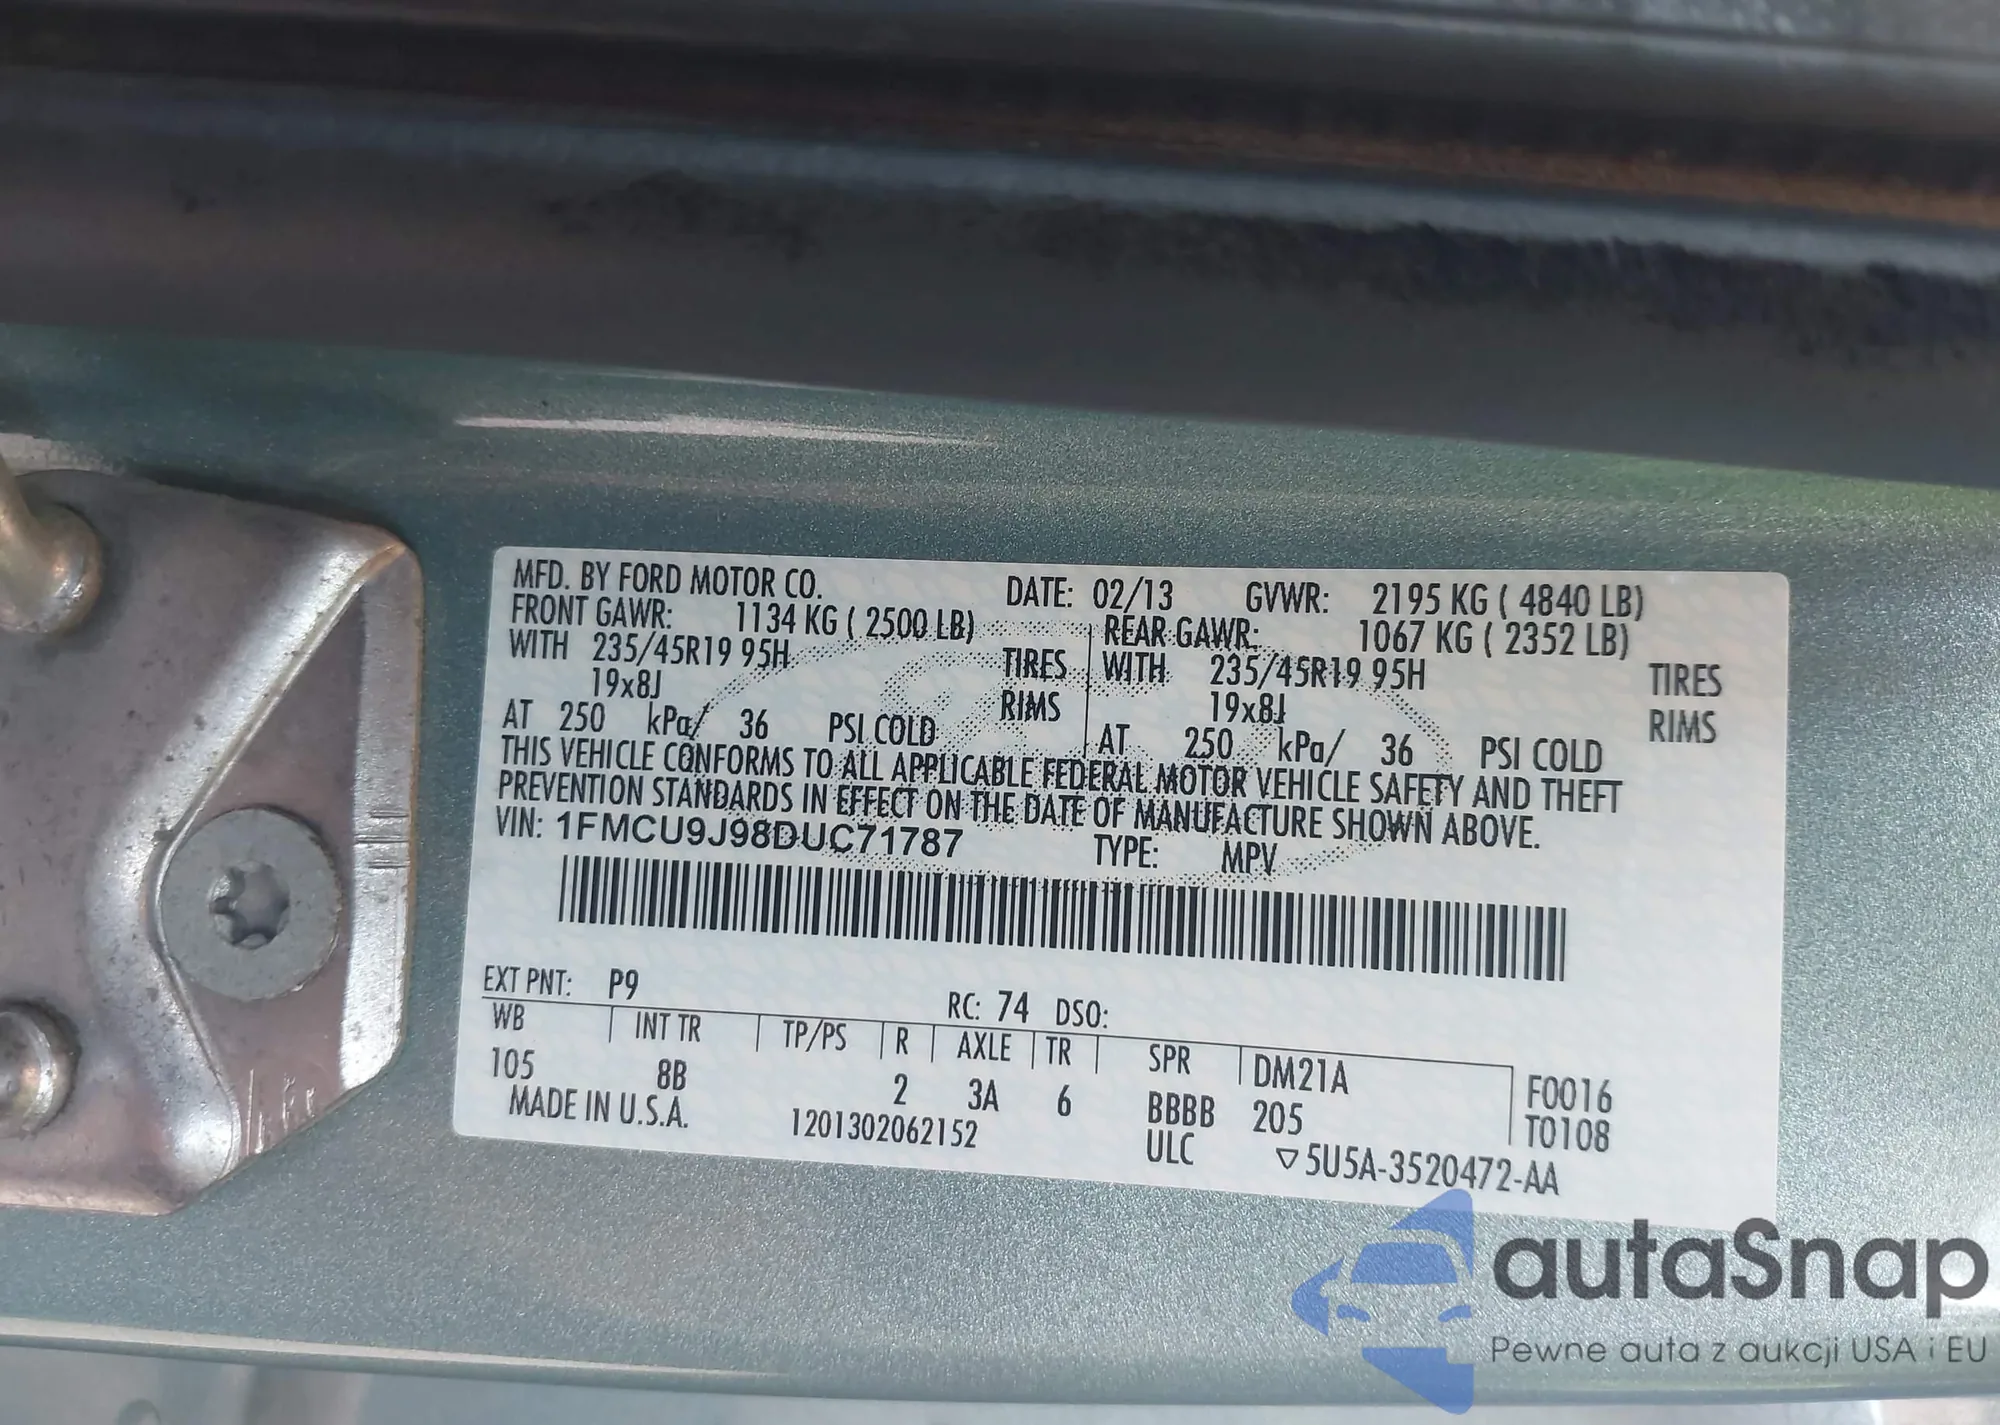 MFD. BY FORD MOTOR CO. DATE: 02/13 GVWR: 2195 KG ( 4840 LB)
FRONT GAWR: 1134 KG ( 2500 LB) REAR GAWR: 1067 KG ( 2352 LB)
WITH 235/45R19 95H TIRES WITH 235/45R19 95H TIRES
19x8J RIMS 19x8J RIMS
AT 250 kPa/ 36 PSI COLD AT 250 kPa/ 36 PSI COLD
THIS VEHICLE CONFORMS TO ALL APPLICABLE FEDERAL MOTOR VEHICLE SAFETY AND THEFT
PREVENTION STANDARDS IN EFFECT ON THE DATE OF MANUFACTURE SHOWN ABOVE.
VIN: 1FMCU9J98DUC71787 TYPE: MPV
EXT PNT: P9 RC: 74 DSO:
WB INT TR TP/PS R AXLE TR SPR DM21A F0016
105 8B 2 3A 6 BBBB 205 T0108
MADE IN U.S.A. 1201302062152 ULC ▽5U5A-3520472-AA
autaSnap
Pewne auta z aukcji USA i EU